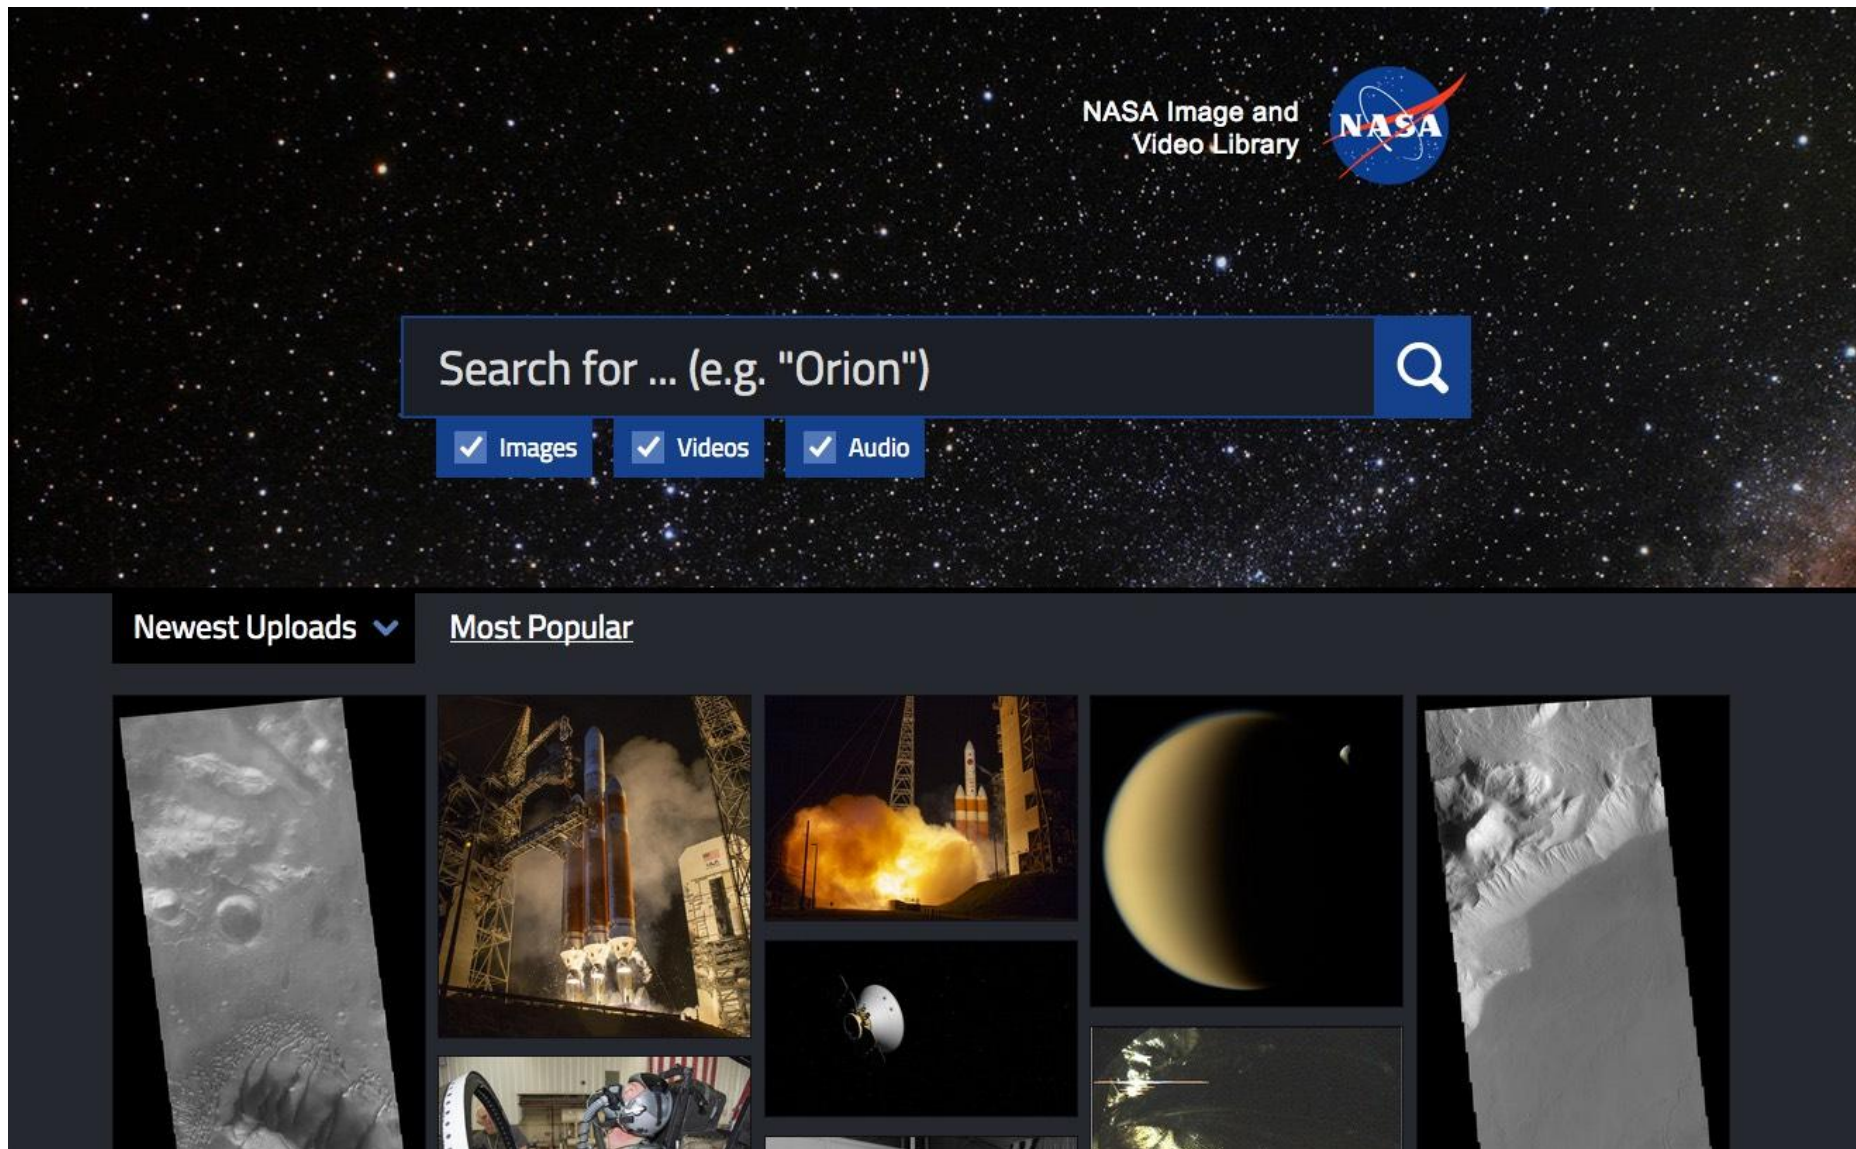 NASA Image and
Video Library
NASA
Search for ... (e.g. "Orion")
Images
Videos
Audio
Newest Uploads
Most Popular